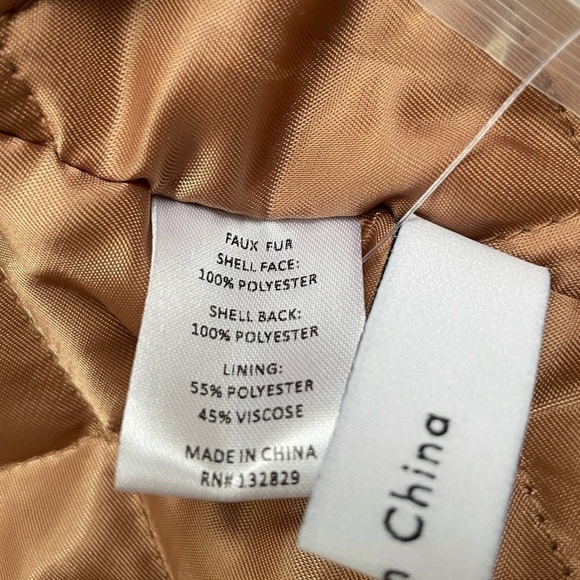 FAUX FUR
SHELL FACE:
100% POLYESTER
SHELL BACK:
100% POLYESTER
LINING:
55% POLYESTER
45% VISCOSE
MADE IN CHINA
RN# 132829
China